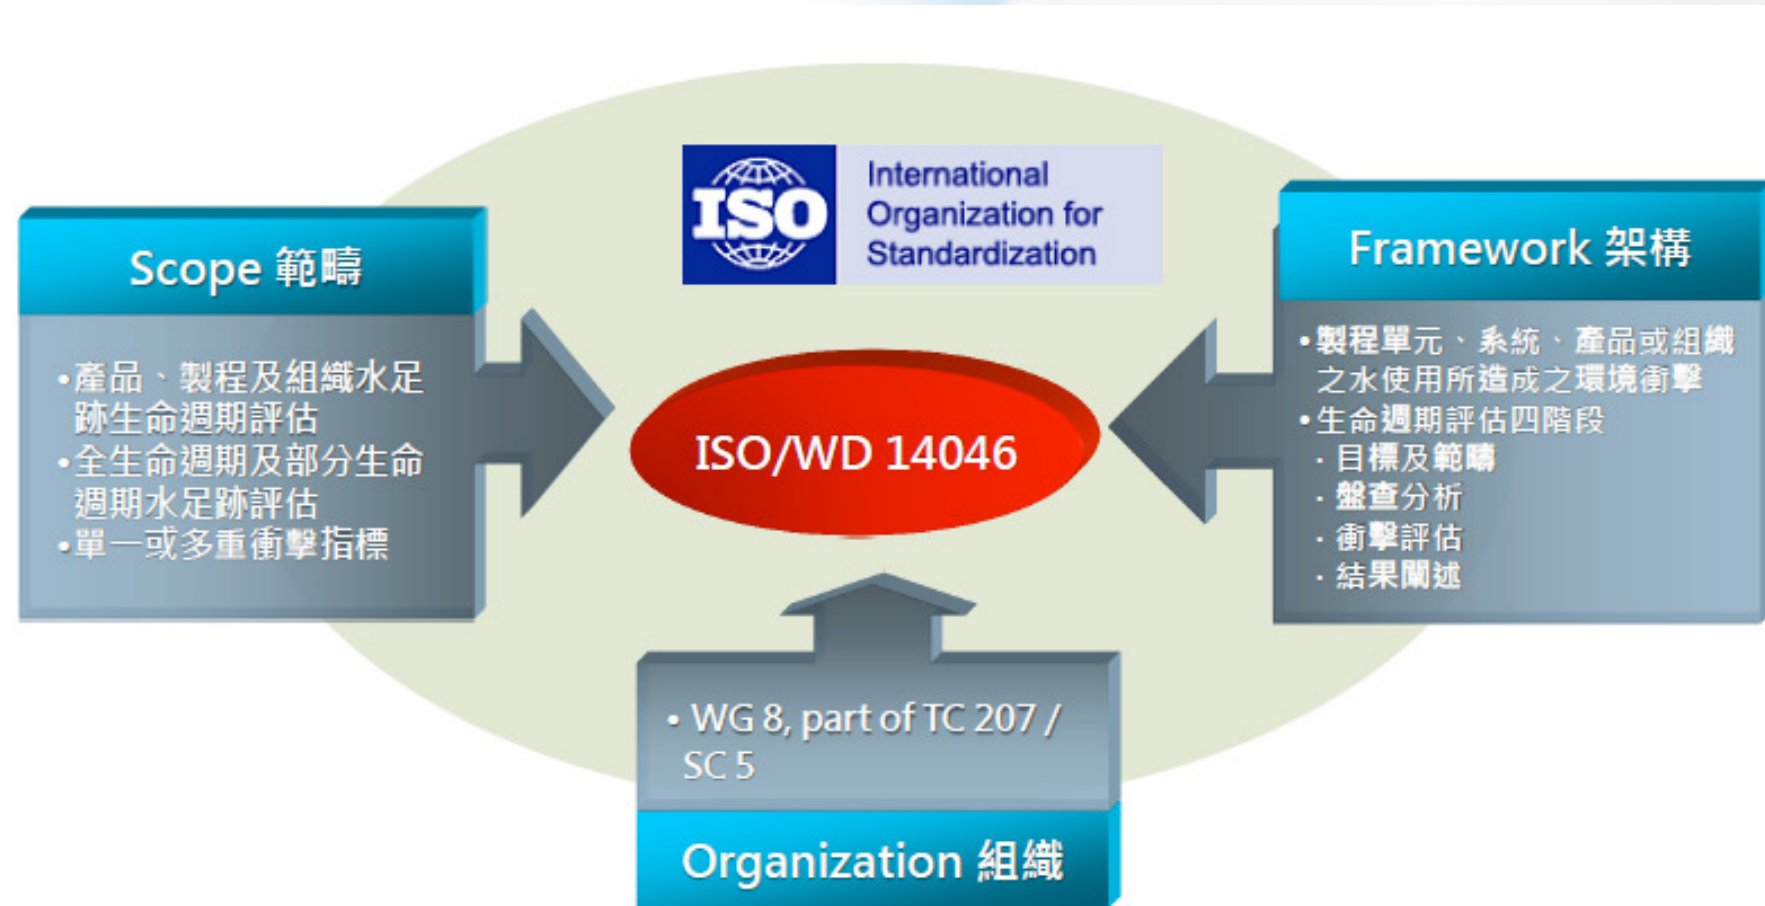 ISO
International
Organization for
Standardization
Scope 範疇
•產品、製程及組織水足
跡生命週期評估
•全生命週期及部分生命
週期水足跡評估
•單一或多重衝擊指標
ISO/WD 14046
Framework 架構
•製程單元、系統、產品或組織
之水使用所造成之環境衝擊
•生命週期評估四階段
．目標及範疇
．盤查分析
．衝擊評估
．結果闡述
• WG 8, part of TC 207 /
SC 5
Organization 組織